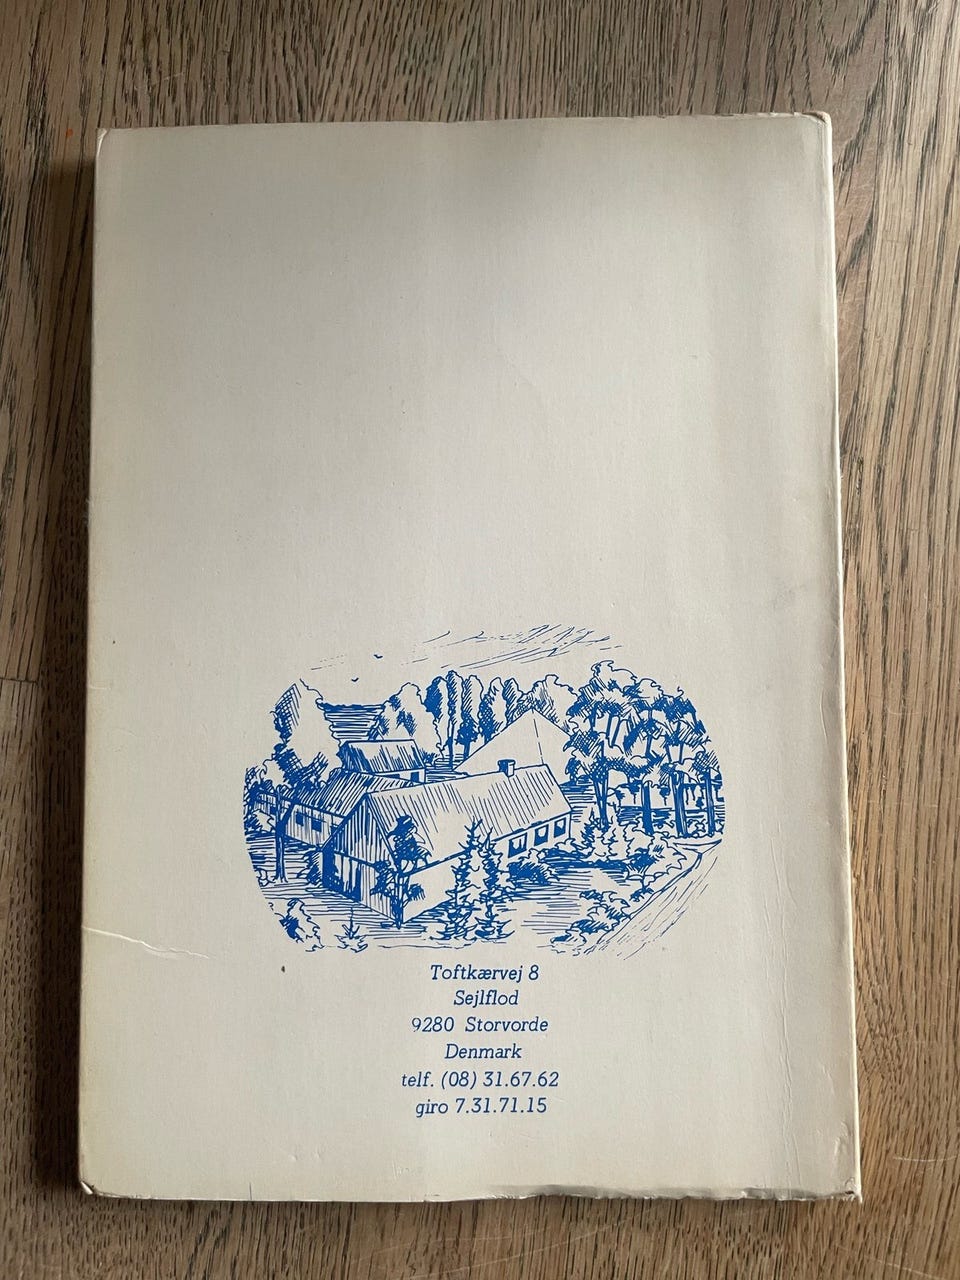 Toftkærvej 8
Sejlflod
9280 Storvorde
Denmark
telf. (08) 31.67.62
giro 7.31.71.15